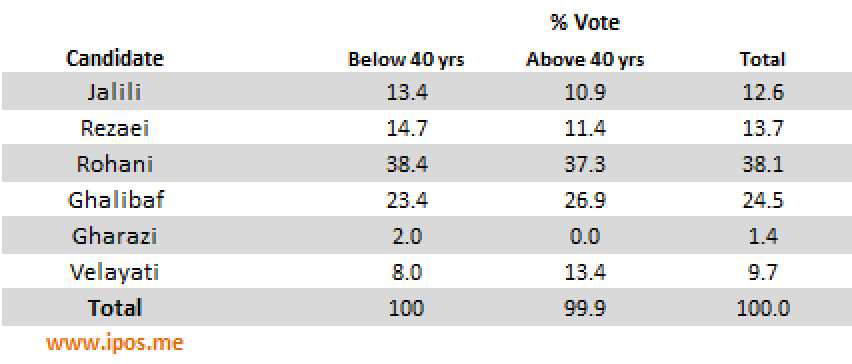 % Vote
Candidate Below 40 yrs Above 40 yrs Total
Jalili 13.4 10.9 12.6
Rezaei 14.7 11.4 13.7
Rohani 38.4 37.3 38.1
Ghalibaf 23.4 26.9 24.5
Gharazi 2.0 0.0 1.4
Velayati 8.0 13.4 9.7
Total 100 99.9 100.0
www.ipos.me